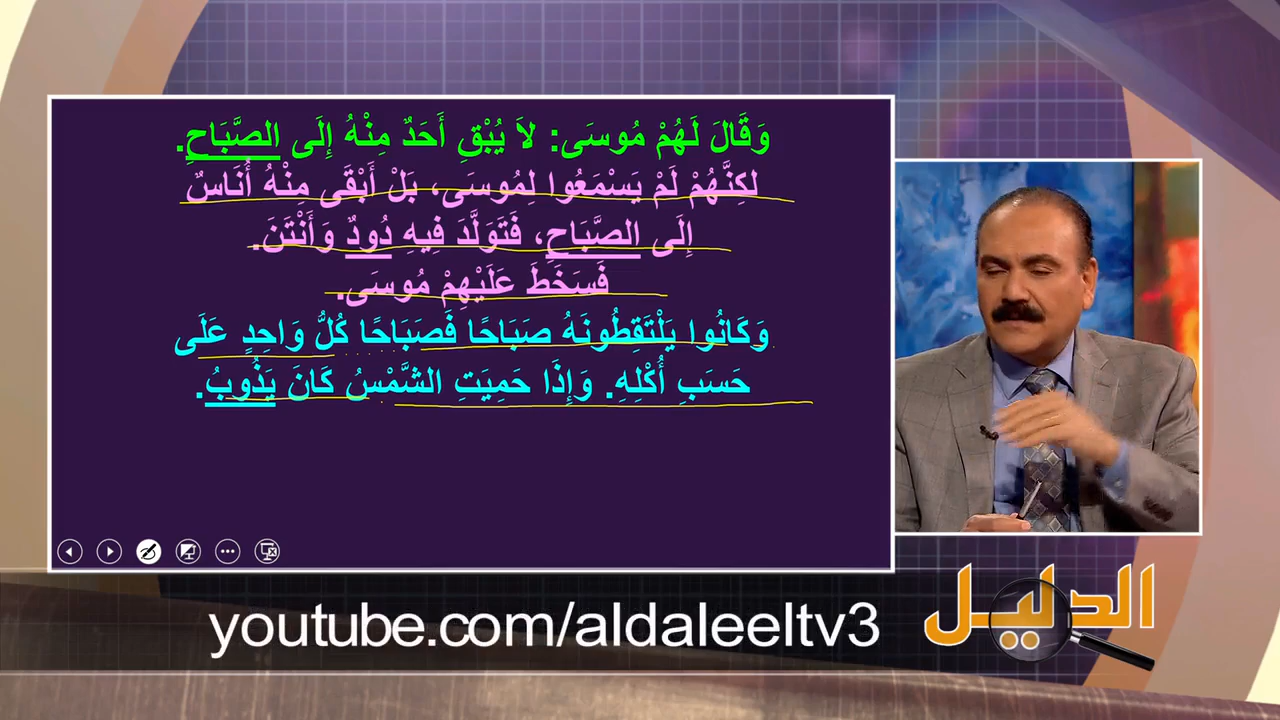 وَقَالَ لَهُمْ مُوسَى: لاَ يُبْقِ أَحَدٌ مِنْهُ إِلَى الصَّبَاحِ.
لكِنَّهُمْ لَمْ يَسْمَعُوا لِمُوسَى، بَلْ أَبْقَى مِنْهُ أُنَاسٌ
إِلَى الصَّبَاحِ، فَتَوَلَّدَ فِيهِ دُودٌ وَأَنْتَنَ.
فَسَخَطَ عَلَيْهِمْ مُوسَى.
وَكَانُوا يَلْتَقِطُونَهُ صَبَاحًا فَصَبَاحًا كُلُّ وَاحِدٍ عَلَى
حَسَبِ أُكْلِهِ. وَإِذَا حَمِيَتِ الشَّمْسُ كَانَ يَذُوبُ.
الدليل
youtube.com/aldaleeltv3